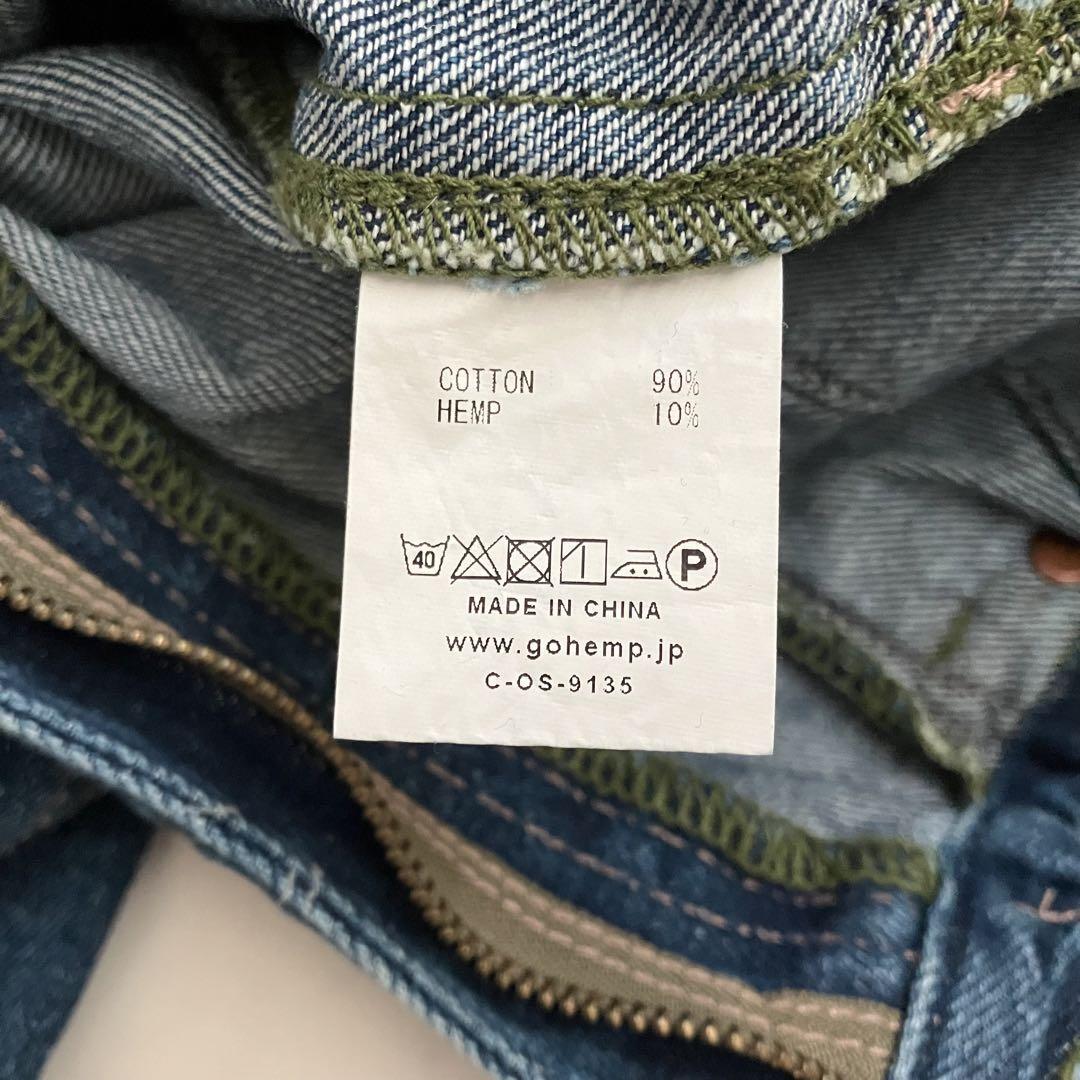 COTTON 90%
HEMP 10%
40 P
MADE IN CHINA
www.gohemp.jp
C-OS-9135